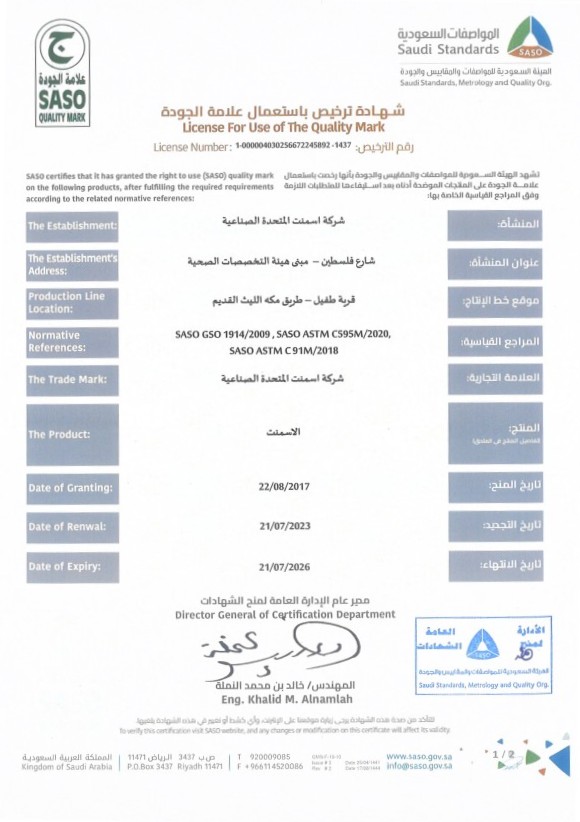 علامة الجودة
SASO
QUALITY MARK
المواصفات السعودية
Saudi Standards
SASO
الهيئة السعودية للمواصفات والمقاييس والجودة
Saudi Standards, Metrology and Quality Org.
شهادة ترخيص باستعمال علامة الجودة
License For Use of The Quality Mark
License Number : 1-000004030256672245892 -1437 رقم الترخيص:
SASO certifies that it has granted the right to use (SASO) quality mark
on the following products, after fulfilling the required requirements
according to the related normative references:
تشهد الهيئة السعودية للمواصفات والمقاييس والجودة بأنها رخصت باستعمال
علامة الجودة على المنتجات الموضحة أدناه بعد استيفاءها للمتطلبات اللازمة
وفق المراجع القياسية الخاصة بها:
The Establishment: شركة اسمنت المتحدة الصناعية المنشأة:
The Establishment's Address: شارع فلسطين – مبنى هيئة التخصصات الصحية عنوان المنشأة:
Production Line Location: قرية طفيل – طريق مكه الليث القديم موقع خط الإنتاج:
Normative References: SASO GSO 1914/2009 , SASO ASTM C595M/2020, المراجع القياسية:
SASO ASTM C 91M/2018
The Trade Mark: شركة اسمنت المتحدة الصناعية العلامة التجارية:
The Product: الاسمنت المنتج:
(تفاصيل المنتج في الملحق)
Date of Granting: 22/08/2017 تاريخ المنح:
Date of Renwal: 21/07/2023 تاريخ التجديد:
Date of Expiry: 21/07/2026 تاريخ الانتهاء:
مدير عام الإدارة العامة لمنح الشهادات
Director General of Certification Department
المهندس/ خالد بن محمد النملة
Eng. Khalid M. Alnamlah
الأدارة العامة
لمنح الشهادات
الهيئة السعودية للمواصفات والمقاييس والجودة
Saudi Standards, Metrology and Quality Org.
للتأكد من صحة هذه الشهادة يرجى زيارة موقعنا على الإنترنت، وأي كشط أو تغيير في هذه الشهادة يلغيها.
To verify this certification visit SASO website, and any changes or modification on this certificate will affect its validity.
المملكة العربية السعودية
Kingdom of Saudi Arabia
ص ب 3437 الرياض 11471
P.O.Box 3437 Riyadh 11471
T 920009085
F +966114520086
www.saso.gov.sa
info@saso.gov.sa
1 / 2